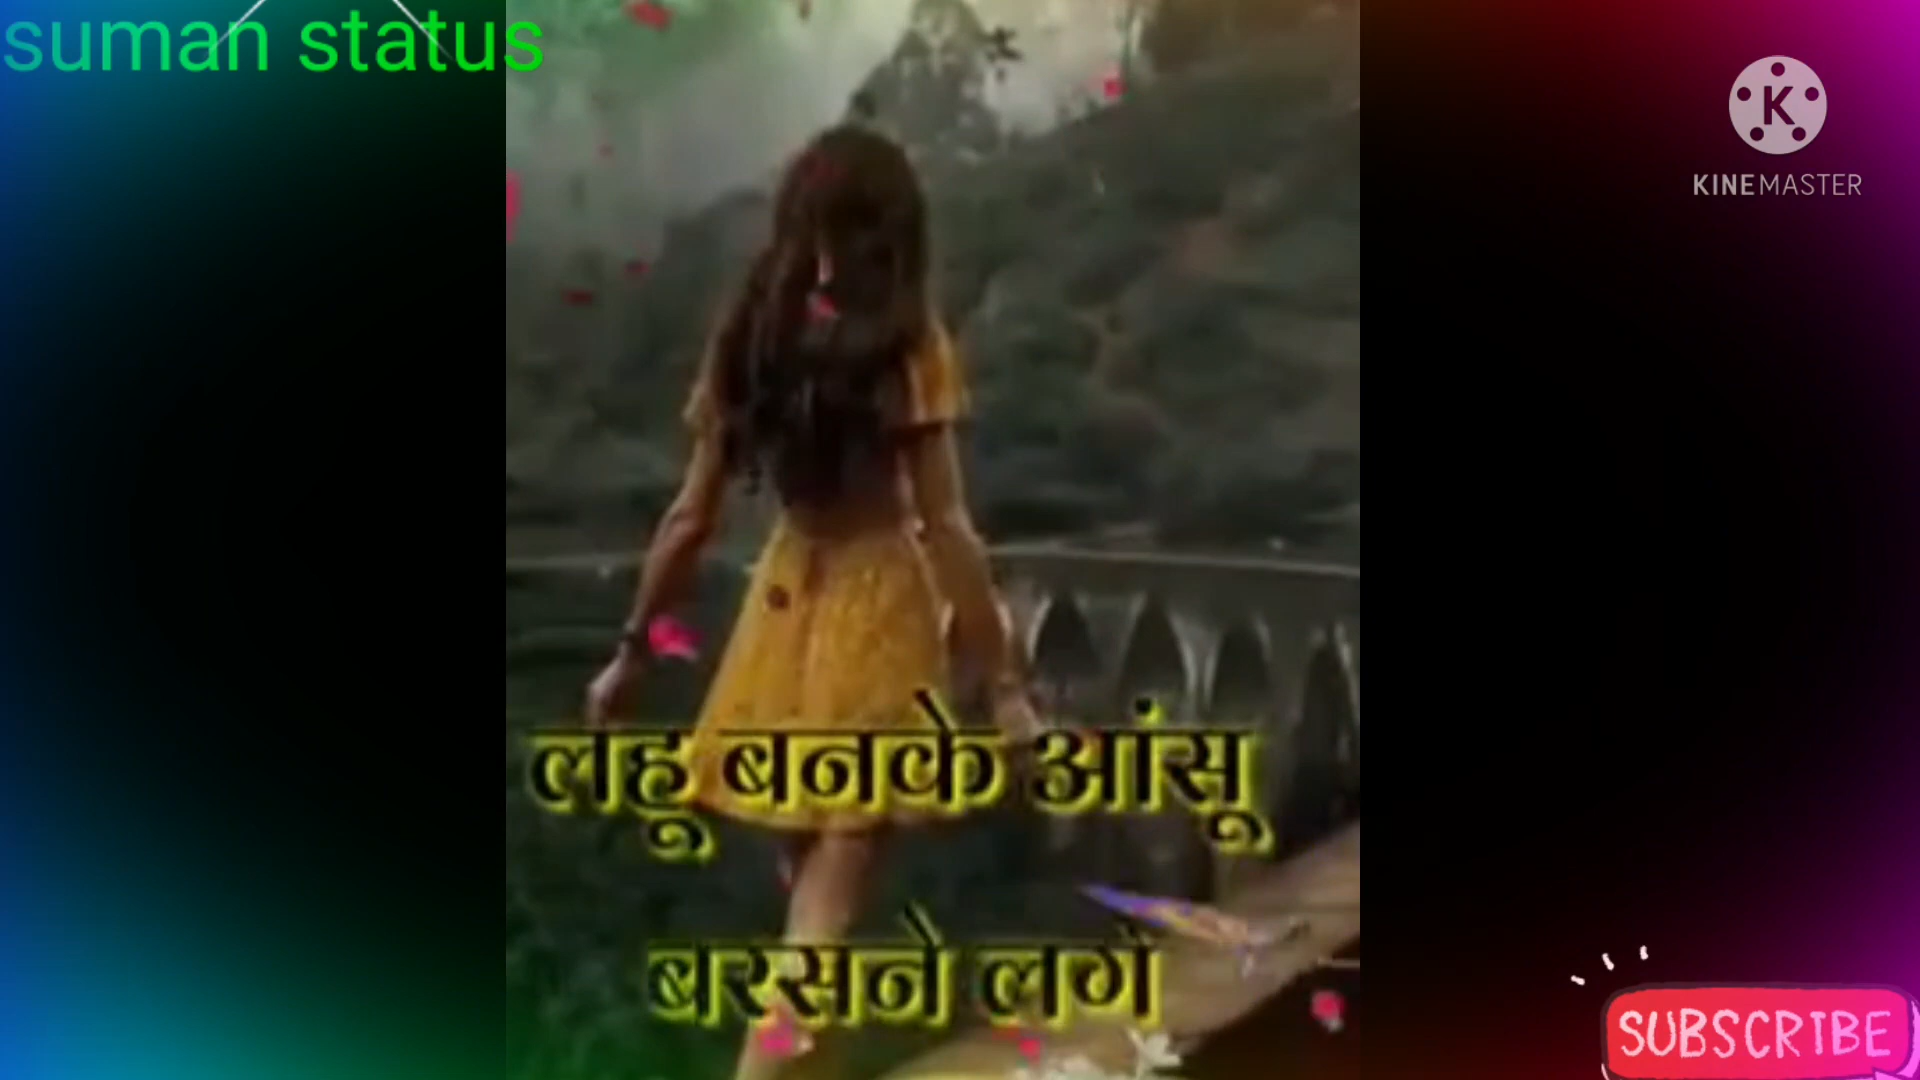 suman status
K
KINEMASTER
लहू बनके आंसू
बरसने लगे
SUBSCRIBE